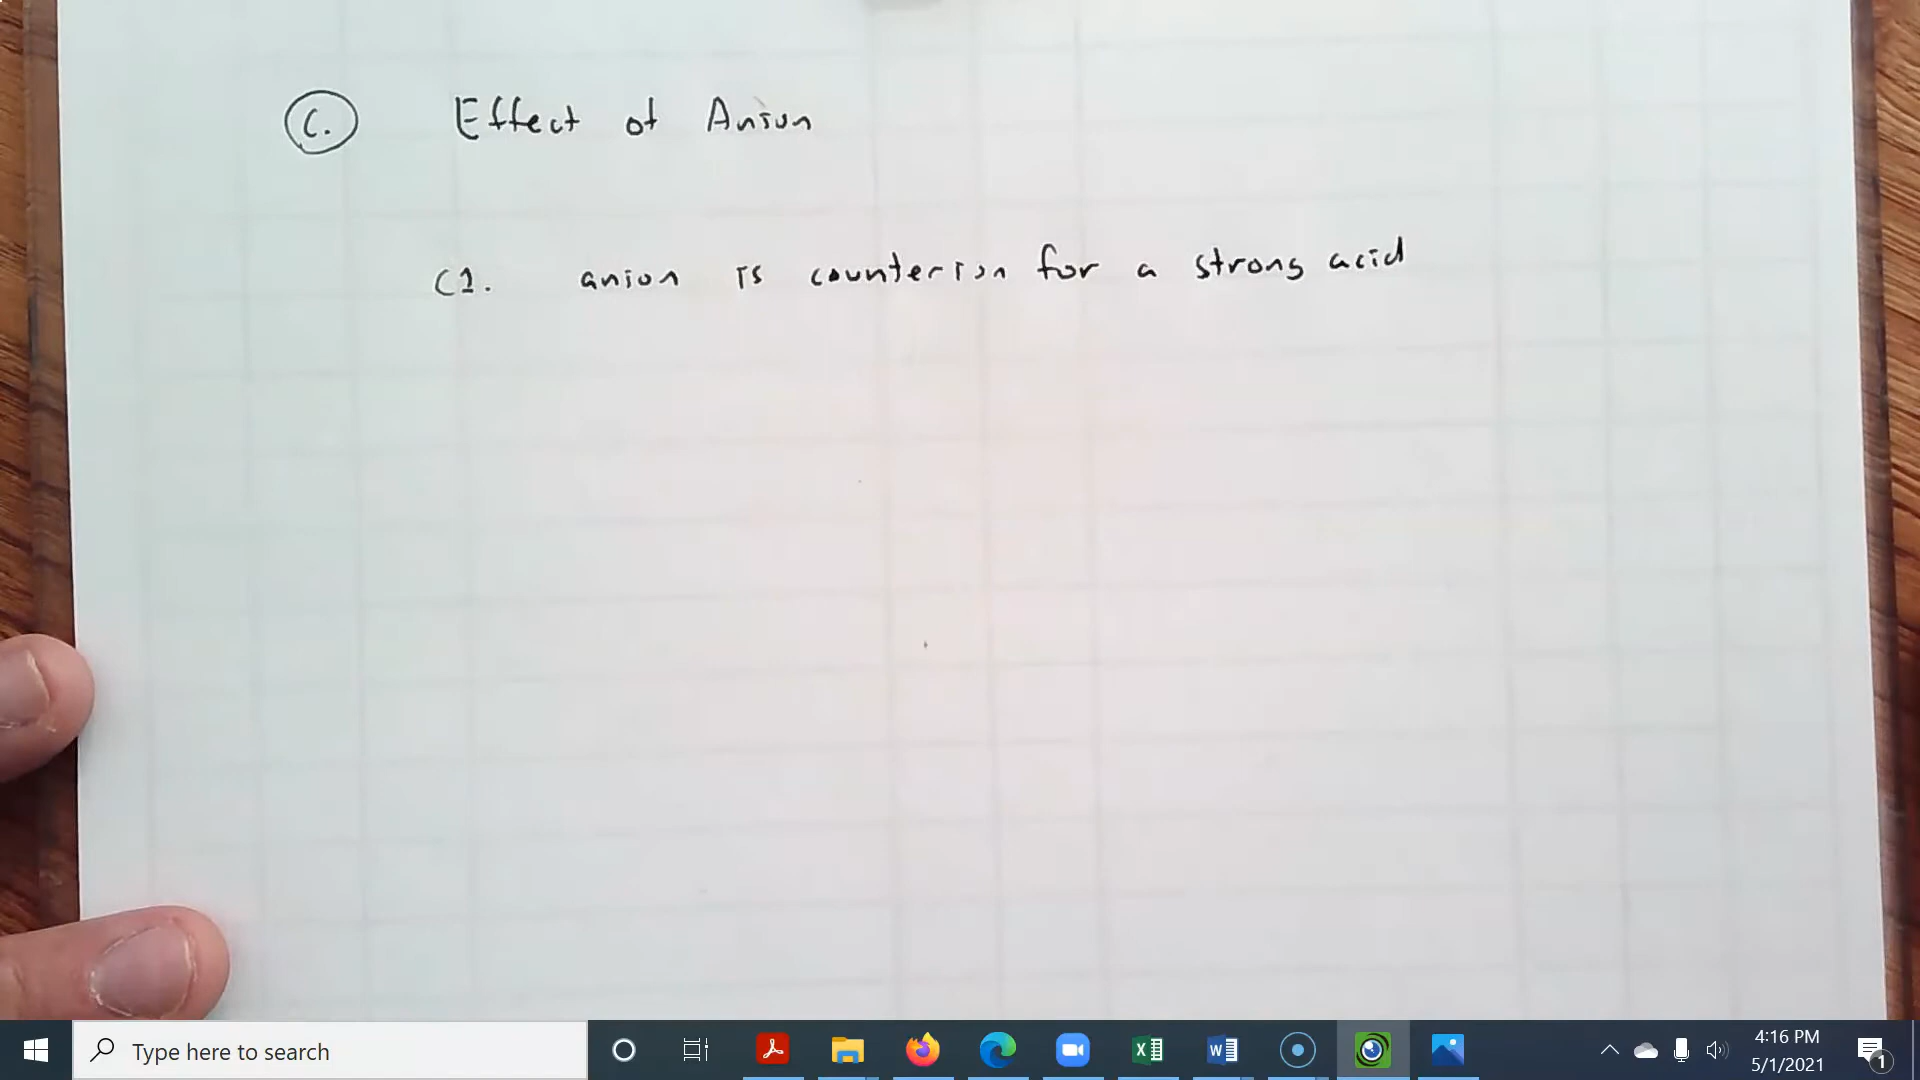 C. Effect of Anion
C1. anion is counterion for a strong acid
Type here to search
4:16 PM
5/1/2021
1